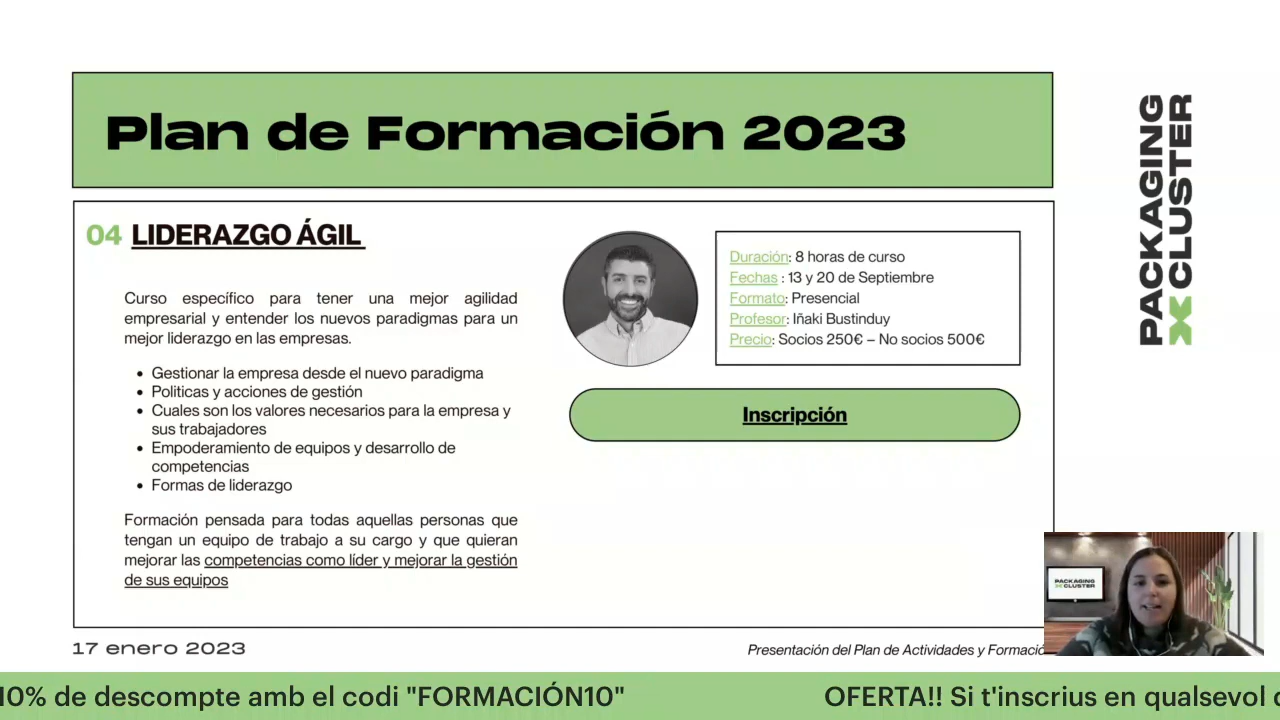 Plan de Formación 2023
PACKAGING
CLUSTER
04 LIDERAZGO ÁGIL
Curso específico para tener una mejor agilidad
empresarial y entender los nuevos paradigmas para un
mejor liderazgo en las empresas.
• Gestionar la empresa desde el nuevo paradigma
• Politicas y acciones de gestión
• Cuales son los valores necesarios para la empresa y
sus trabajadores
• Empoderamiento de equipos y desarrollo de
competencias
• Formas de liderazgo
Formación pensada para todas aquellas personas que
tengan un equipo de trabajo a su cargo y que quieran
mejorar las competencias como líder y mejorar la gestión
de sus equipos
Duración: 8 horas de curso
Fechas : 13 y 20 de Septiembre
Formato: Presencial
Profesor: Iñaki Bustinduy
Precio: Socios 250€ – No socios 500€
Inscripción
PACKAGING
CLUSTER
17 enero 2023
Presentación del Plan de Actividades y Formació
10% de descompte amb el codi "FORMACIÓN10"
OFERTA!! Si t'inscrius en qualsevol